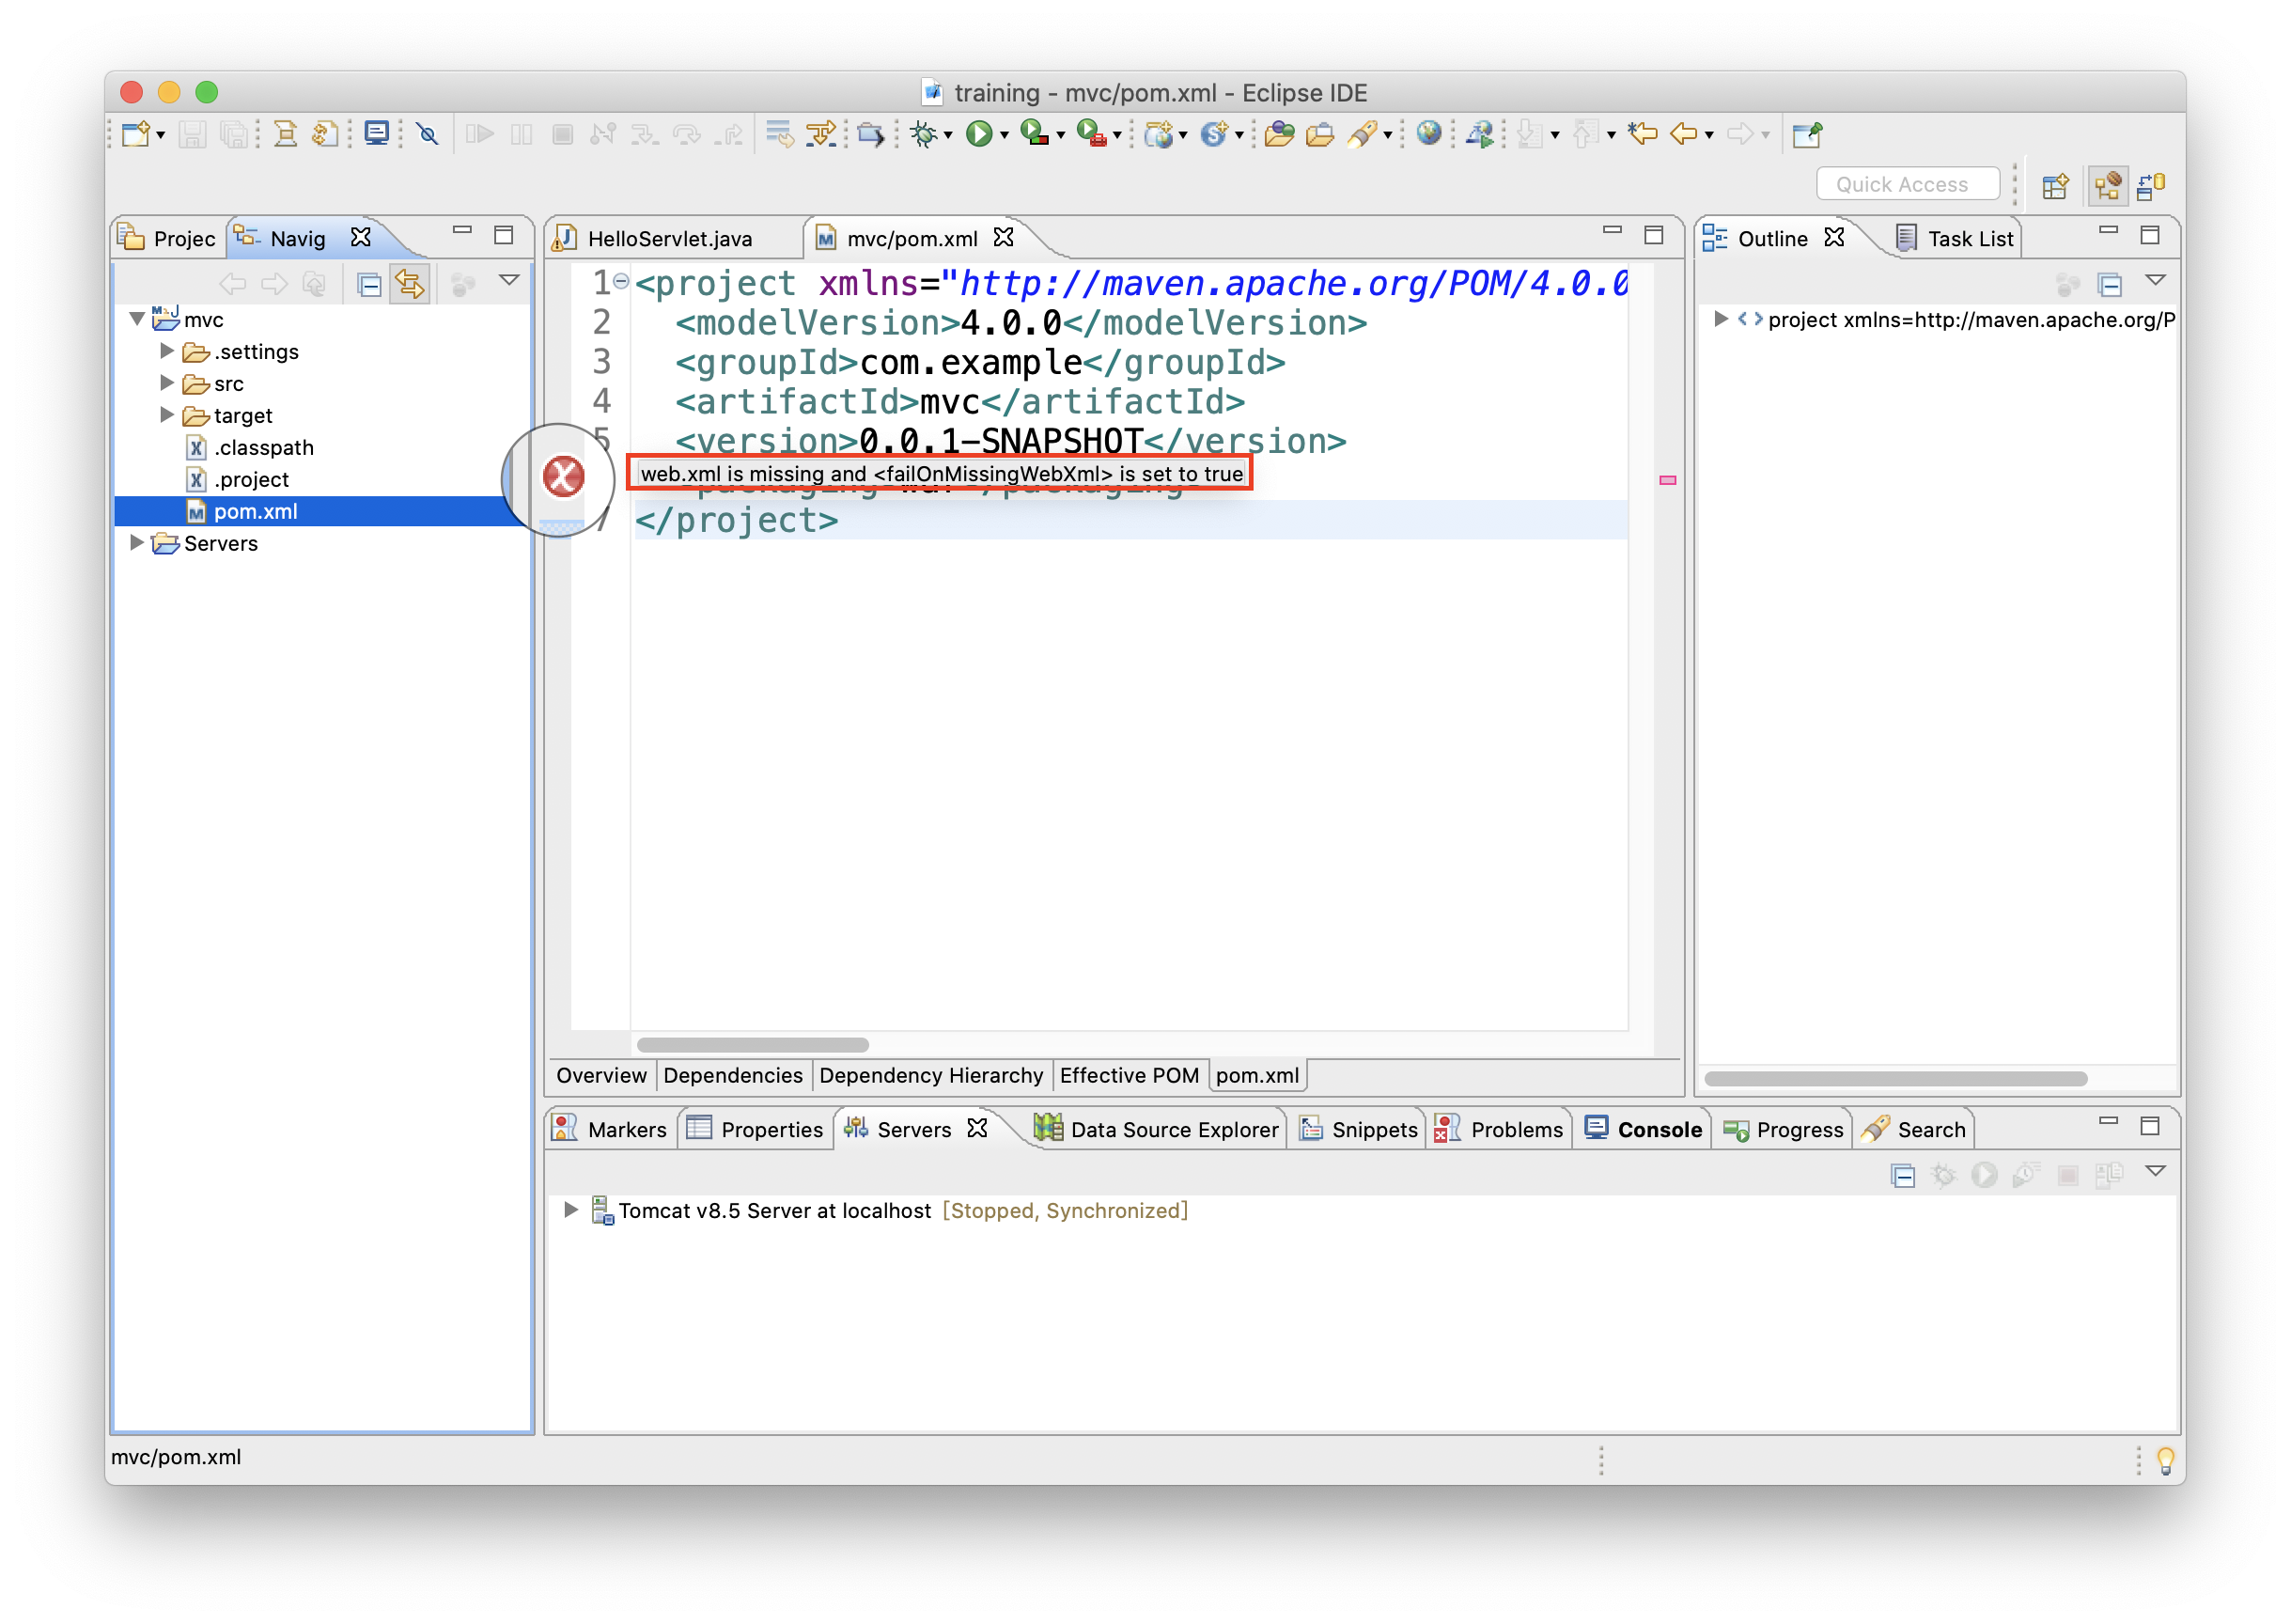 training - mvc/pom.xml - Eclipse IDE
Quick Access
Projec
Navig
mvc
.settings
src
target
.classpath
.project
pom.xml
Servers
HelloServlet.java
mvc/pom.xml
1 <project xmlns="http://maven.apache.org/POM/4.0.0
2 <modelVersion>4.0.0</modelVersion>
3 <groupId>com.example</groupId>
4 <artifactId>mvc</artifactId>
5 <version>0.0.1-SNAPSHOT</version>
web.xml is missing and <failOnMissingWebXml> is set to true
7 </project>
Outline
Task List
project xmlns=http://maven.apache.org/P
Overview
Dependencies
Dependency Hierarchy
Effective POM
pom.xml
Markers
Properties
Servers
Data Source Explorer
Snippets
Problems
Console
Progress
Search
Tomcat v8.5 Server at localhost [Stopped, Synchronized]
mvc/pom.xml